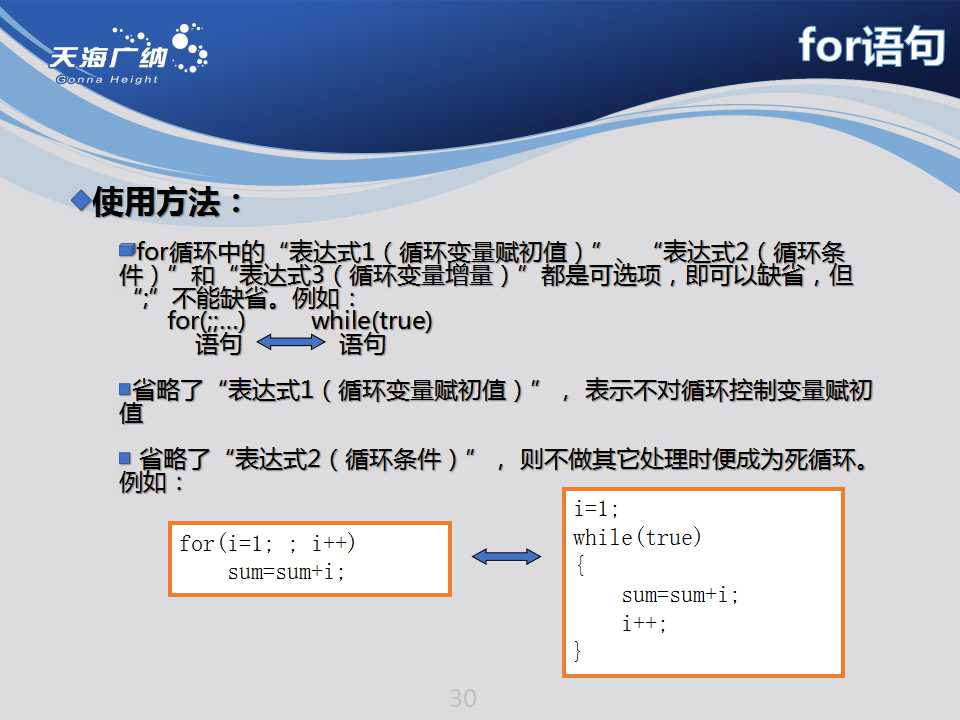 天海广纳
Gonna Height
for语句
使用方法：
for循环中的“表达式1（循环变量赋初值）”、“表达式2（循环条
件）”和“表达式3（循环变量增量）”都是可选项，即可以缺省，但
“;”不能缺省。例如：
for(;;…) while(true)
语句 语句
省略了“表达式1（循环变量赋初值）”，表示不对循环控制变量赋初
值
省略了“表达式2（循环条件）”，则不做其它处理时便成为死循环。
例如：
for(i=1; ; i++)
sum=sum+i;
i=1;
while(true)
{
sum=sum+i;
i++;
}
30